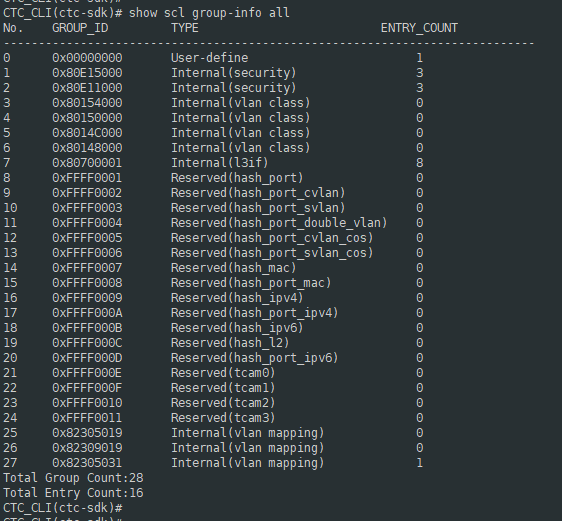 CTC_CLI(ctc-sdk)#
CTC_CLI(ctc-sdk)# show scl group-info all
No. GROUP_ID TYPE ENTRY_COUNT
---------------------------------------------------------------------------
0 0x00000000 User-define 1
1 0x80E15000 Internal(security) 3
2 0x80E11000 Internal(security) 3
3 0x80154000 Internal(vlan class) 0
4 0x80150000 Internal(vlan class) 0
5 0x8014C000 Internal(vlan class) 0
6 0x80148000 Internal(vlan class) 0
7 0x80700001 Internal(l3if) 8
8 0xFFFF0001 Reserved(hash_port) 0
9 0xFFFF0002 Reserved(hash_port_cvlan) 0
10 0xFFFF0003 Reserved(hash_port_svlan) 0
11 0xFFFF0004 Reserved(hash_port_double_vlan) 0
12 0xFFFF0005 Reserved(hash_port_cvlan_cos) 0
13 0xFFFF0006 Reserved(hash_port_svlan_cos) 0
14 0xFFFF0007 Reserved(hash_mac) 0
15 0xFFFF0008 Reserved(hash_port_mac) 0
16 0xFFFF0009 Reserved(hash_ipv4) 0
17 0xFFFF000A Reserved(hash_port_ipv4) 0
18 0xFFFF000B Reserved(hash_ipv6) 0
19 0xFFFF000C Reserved(hash_l2) 0
20 0xFFFF000D Reserved(hash_port_ipv6) 0
21 0xFFFF000E Reserved(tcam0) 0
22 0xFFFF000F Reserved(tcam1) 0
23 0xFFFF0010 Reserved(tcam2) 0
24 0xFFFF0011 Reserved(tcam3) 0
25 0x82305019 Internal(vlan mapping) 0
26 0x82309019 Internal(vlan mapping) 0
27 0x82305031 Internal(vlan mapping) 1
Total Group Count:28
Total Entry Count:16
CTC_CLI(ctc-sdk)#
CTC_CLI(ctc-sdk)#